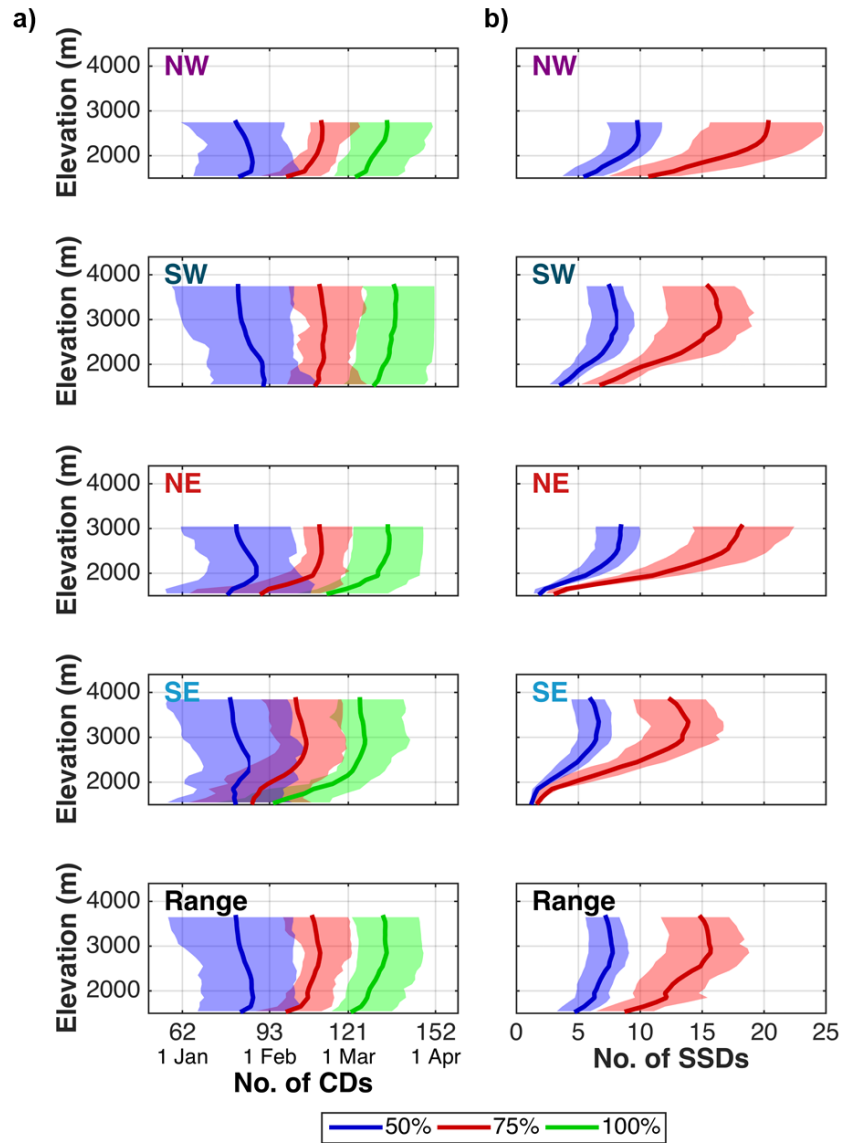 a)
b)
Elevation (m)
4000
3000
2000
NW
Elevation (m)
4000
3000
2000
SW
Elevation (m)
4000
3000
2000
NE
Elevation (m)
4000
3000
2000
SE
Elevation (m)
4000
3000
2000
Range
62 93 121 152
1 Jan 1 Feb 1 Mar 1 Apr
No. of CDs
NW
SW
NE
SE
Range
0 5 10 15 20 25
No. of SSDs
50% 75% 100%